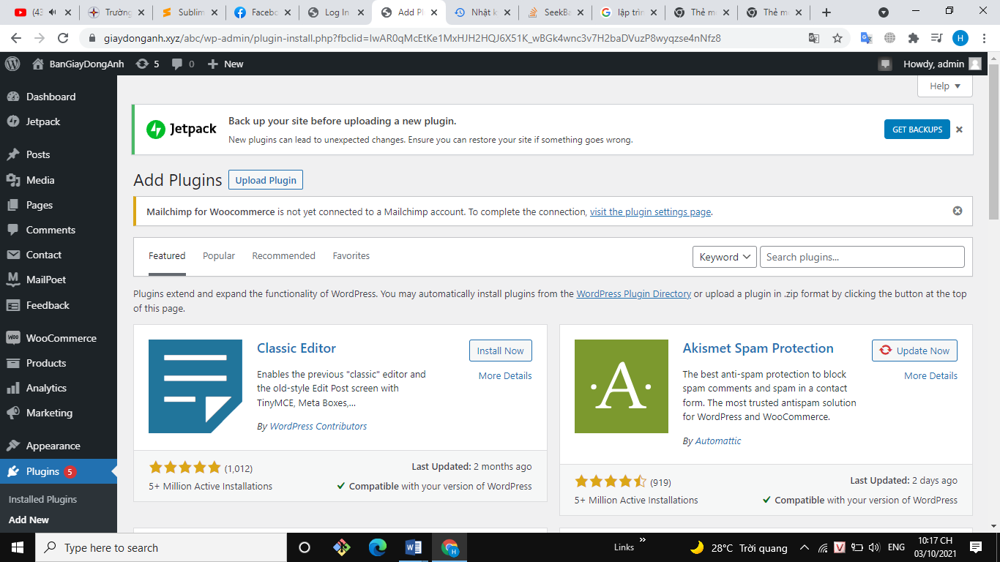 (43
Trường
Sublim
Facebo
Log In
Add Pl
Nhật k
SeekBa
lập trìn
Thể m
Thể m
giaydonganh.xyz/abc/wp-admin/plugin-install.php?fbclid=IwAR0qMcEtKe1MxHJH2HQJ6X51K_wBGk4wnc3v7H2baDVuzP8wyqzse4nNfz8
H
BanGiayDongAnh
5
0
New
Howdy, admin
Dashboard
Jetpack
Posts
Media
Pages
Comments
Contact
MailPoet
Feedback
WooCommerce
Products
Analytics
Marketing
Appearance
Plugins 5
Installed Plugins
Add New
Help
Jetpack
Back up your site before uploading a new plugin.
New plugins can lead to unexpected changes. Ensure you can restore your site if something goes wrong.
GET BACKUPS
Add Plugins
Upload Plugin
Mailchimp for Woocommerce is not yet connected to a Mailchimp account. To complete the connection, visit the plugin settings page.
Featured
Popular
Recommended
Favorites
Keyword
Search plugins...
Plugins extend and expand the functionality of WordPress. You may automatically install plugins from the WordPress Plugin Directory or upload a plugin in .zip format by clicking the button at the top
of this page.
Classic Editor
Install Now
More Details
Enables the previous "classic" editor and
the old-style Edit Post screen with
TinyMCE, Meta Boxes,...
By WordPress Contributors
(1,012)
Last Updated: 2 months ago
5+ Million Active Installations
Compatible with your version of WordPress
·A·
Akismet Spam Protection
Update Now
More Details
The best anti-spam protection to block
spam comments and spam in a contact
form. The most trusted antispam solution
for WordPress and WooCommerce.
By Automattic
(919)
Last Updated: 2 days ago
5+ Million Active Installations
Compatible with your version of WordPress
Type here to search
Links
28°C Trời quang
ENG
10:17 CH
03/10/2021